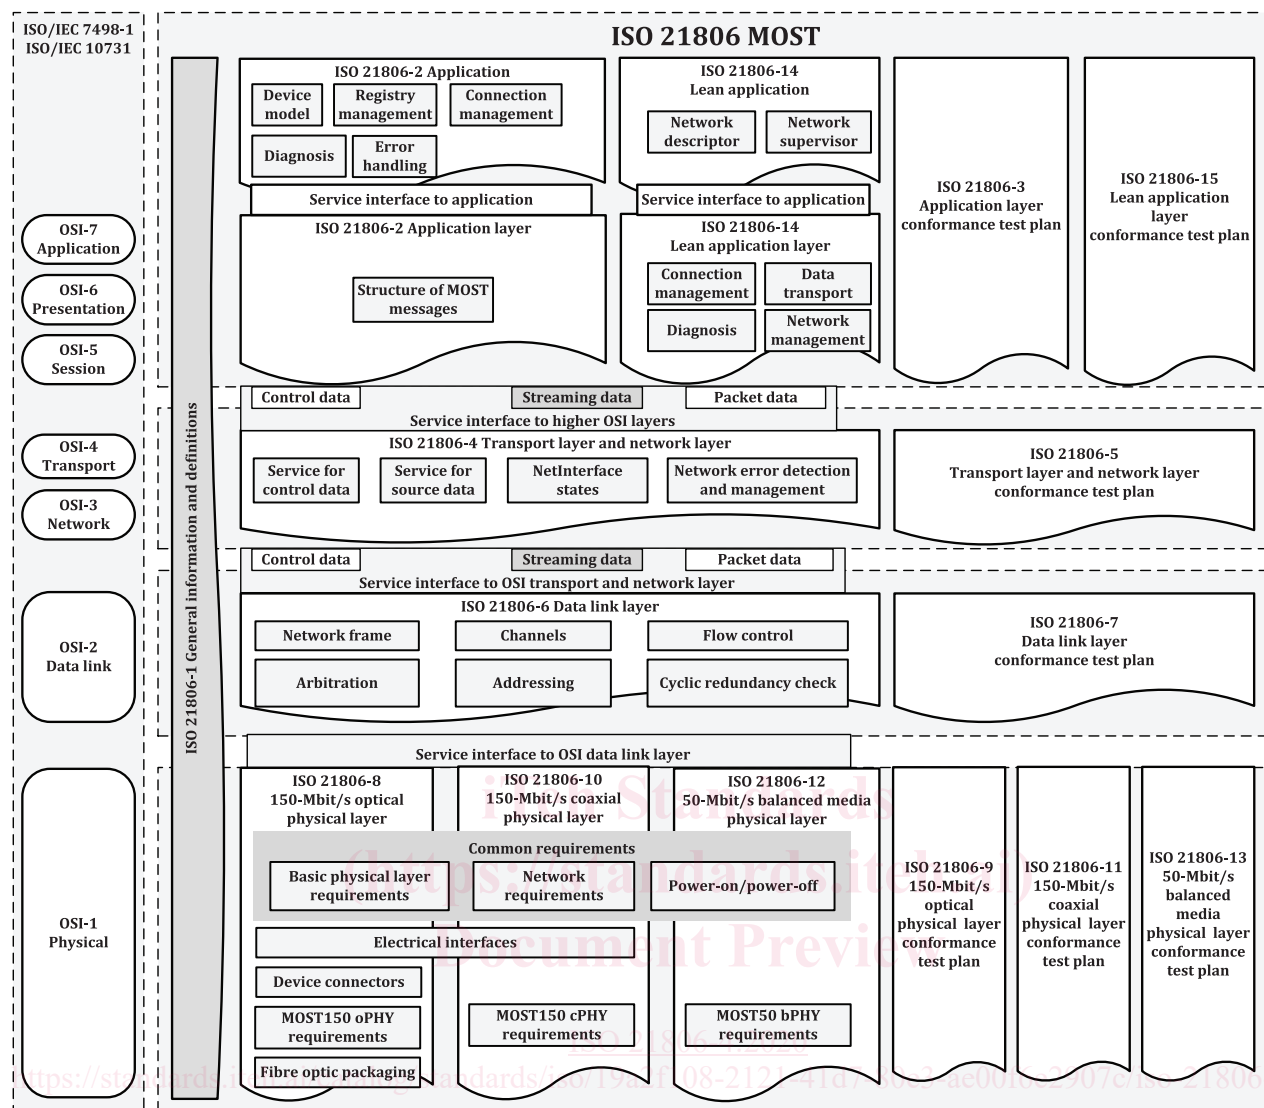 ISO/IEC 7498-1
ISO/IEC 10731
ISO 21806 MOST
OSI-7
Application
OSI-6
Presentation
OSI-5
Session
OSI-4
Transport
OSI-3
Network
OSI-2
Data link
OSI-1
Physical
ISO 21806-1 General information and definitions
ISO 21806-2 Application
Device
model
Registry
management
Connection
management
Diagnosis
Error
handling
Service interface to application
ISO 21806-2 Application layer
Structure of MOST
messages
ISO 21806-14
Lean application
Network
descriptor
Network
supervisor
Service interface to application
ISO 21806-14
Lean application layer
Connection
management
Data
transport
Diagnosis
Network
management
ISO 21806-3
Application layer
conformance test plan
ISO 21806-15
Lean application
layer
conformance test plan
Control data
Streaming data
Packet data
Service interface to higher OSI layers
ISO 21806-4 Transport layer and network layer
Service for
control data
Service for
source data
NetInterface
states
Network error detection
and management
ISO 21806-5
Transport layer and network layer
conformance test plan
Control data
Streaming data
Packet data
Service interface to OSI transport and network layer
ISO 21806-6 Data link layer
Network frame
Channels
Flow control
Arbitration
Addressing
Cyclic redundancy check
ISO 21806-7
Data link layer
conformance test plan
Service interface to OSI data link layer
ISO 21806-8
150-Mbit/s optical
physical layer
ISO 21806-10
150-Mbit/s coaxial
physical layer
ISO 21806-12
50-Mbit/s balanced media
physical layer
Common requirements
Basic physical layer
requirements
Network
requirements
Power-on/power-off
Electrical interfaces
Device connectors
MOST150 oPHY
requirements
Fibre optic packaging
MOST150 cPHY
requirements
MOST50 bPHY
requirements
ISO 21806-9
150-Mbit/s
optical
physical layer
conformance
test plan
ISO 21806-11
150-Mbit/s
coaxial
physical layer
conformance
test plan
ISO 21806-13
50-Mbit/s
balanced
media
physical layer
conformance
test plan
iTeh Standards
(https://standards.iteh.ai)
Document Preview